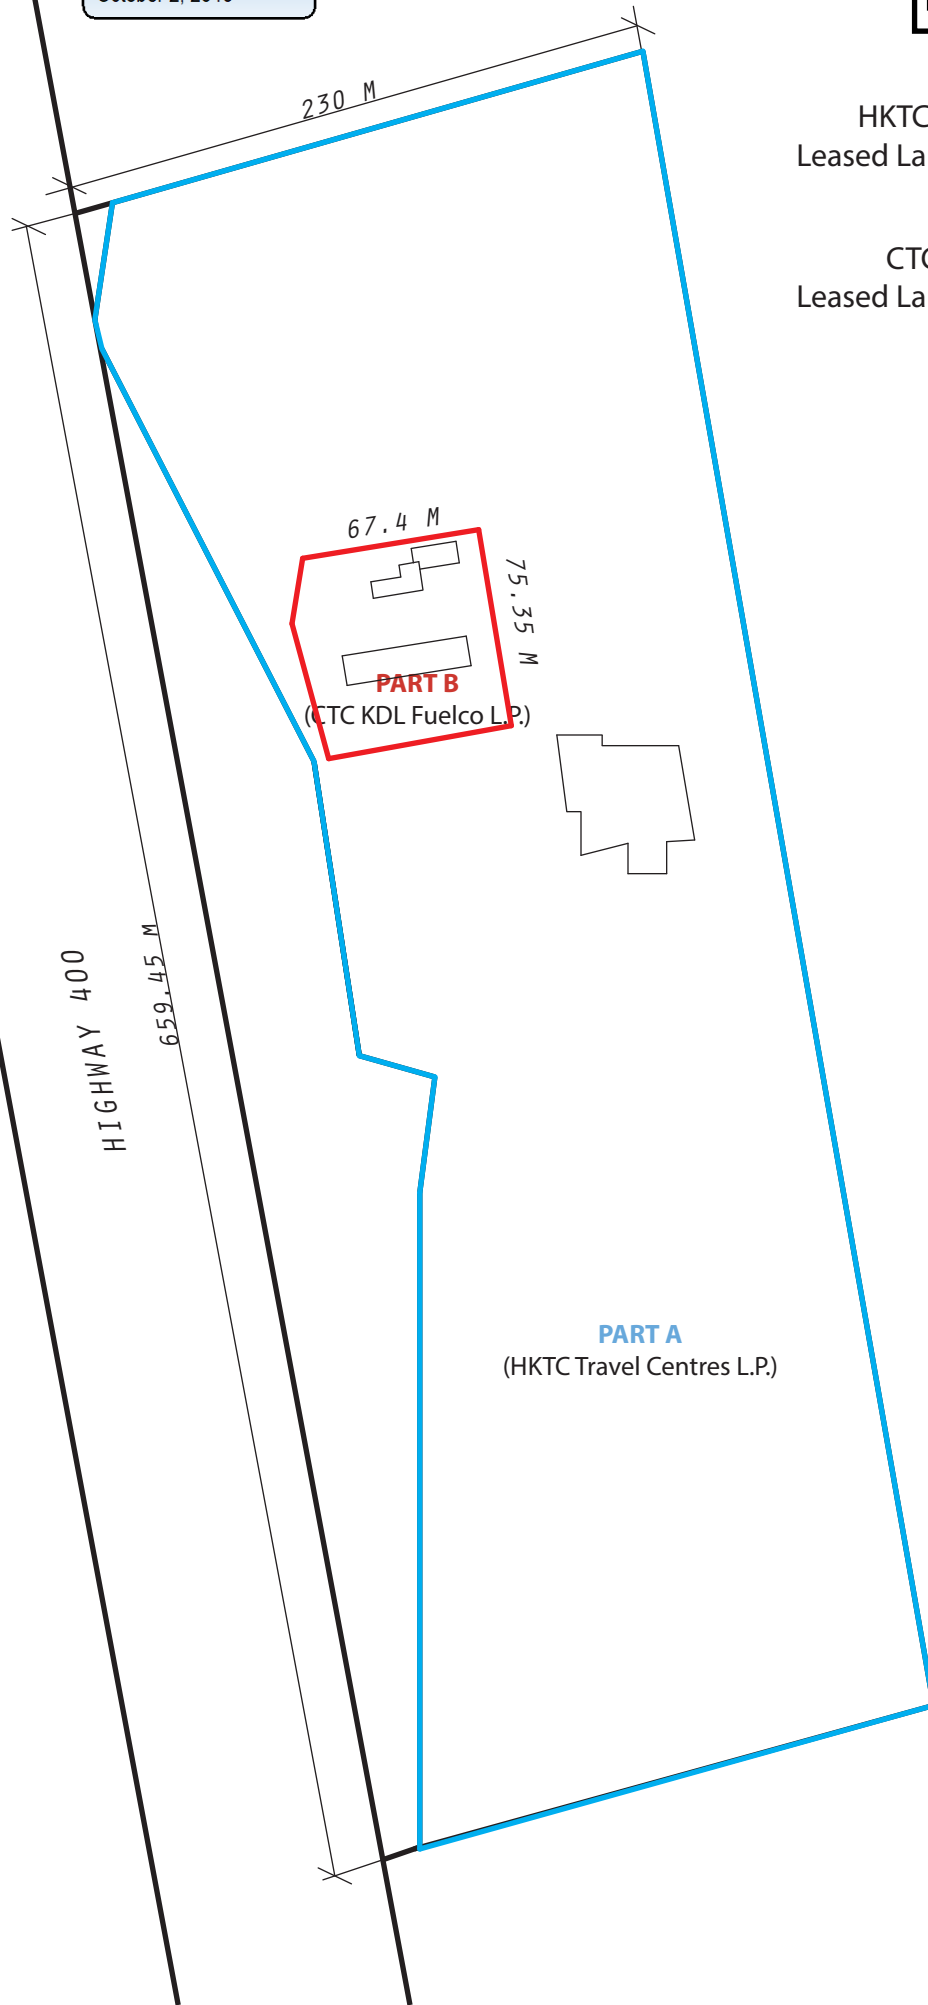 230 M
HKTC
Leased La
CTC
Leased La
67.4 M
75.35 M
PART B
(CTC KDL Fuelco L.P.)
HIGHWAY 400
659.45 M
PART A
(HKTC Travel Centres L.P.)